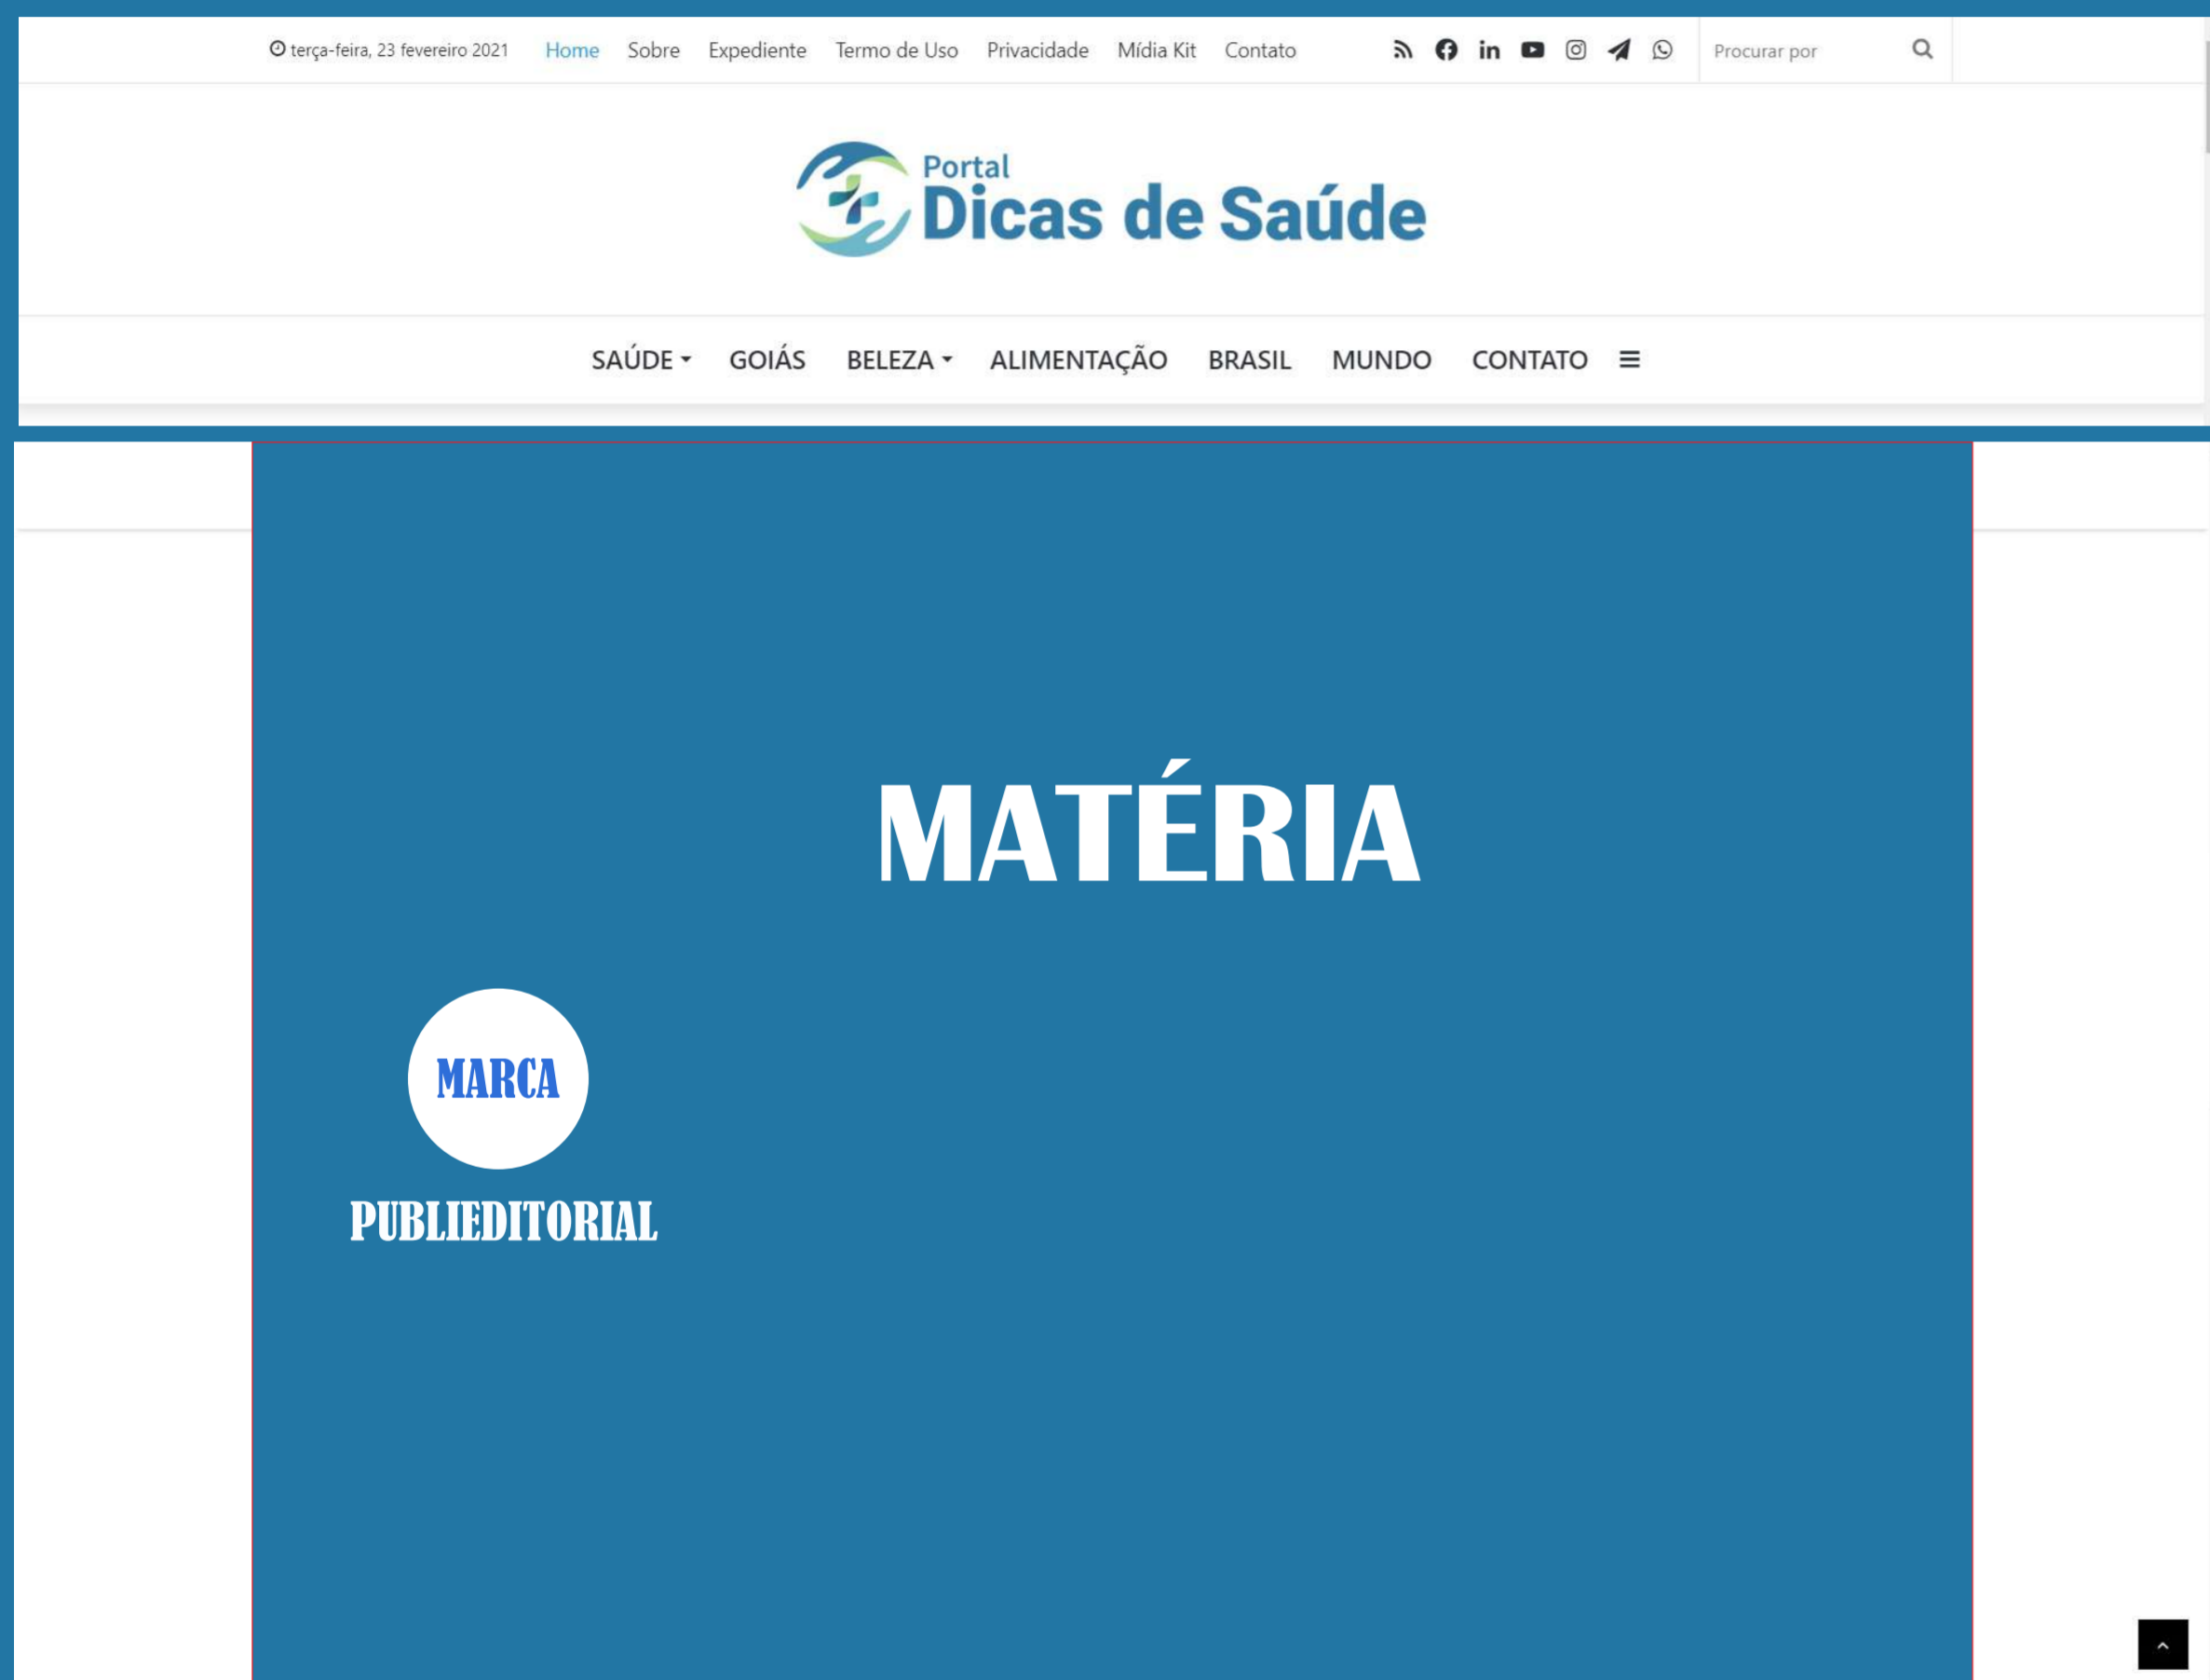 terça-feira, 23 fevereiro 2021 Home Sobre Expediente Termo de Uso Privacidade Mídia Kit Contato in Procurar por
Portal
Dicas de Saúde
SAÚDE GOIÁS BELEZA ALIMENTAÇÃO BRASIL MUNDO CONTATO
MATÉRIA
MARCA
PUBLIEDITORIAL